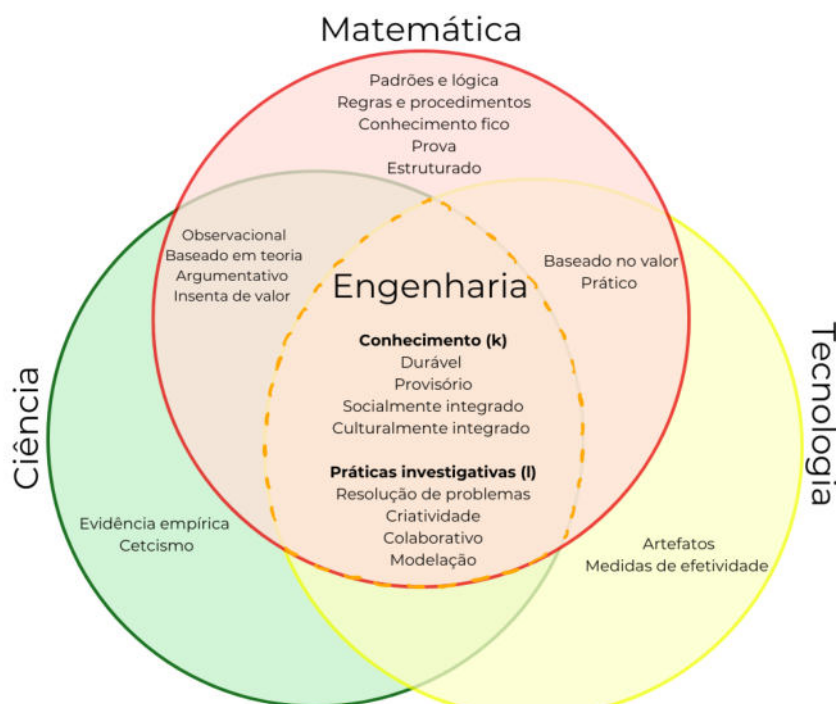 Matemática
Padrões e lógica
Regras e procedimentos
Conhecimento fico
Prova
Estruturado
Observacional
Baseado em teoria
Argumentativo
Insenta de valor
Baseado no valor
Prático
Engenharia
Conhecimento (k)
Durável
Provisório
Socialmente integrado
Culturalmente integrado
Práticas investigativas (l)
Resolução de problemas
Criatividade
Colaborativo
Modelação
Ciência
Evidência empírica
Cetcismo
Tecnologia
Artefatos
Medidas de efetividade